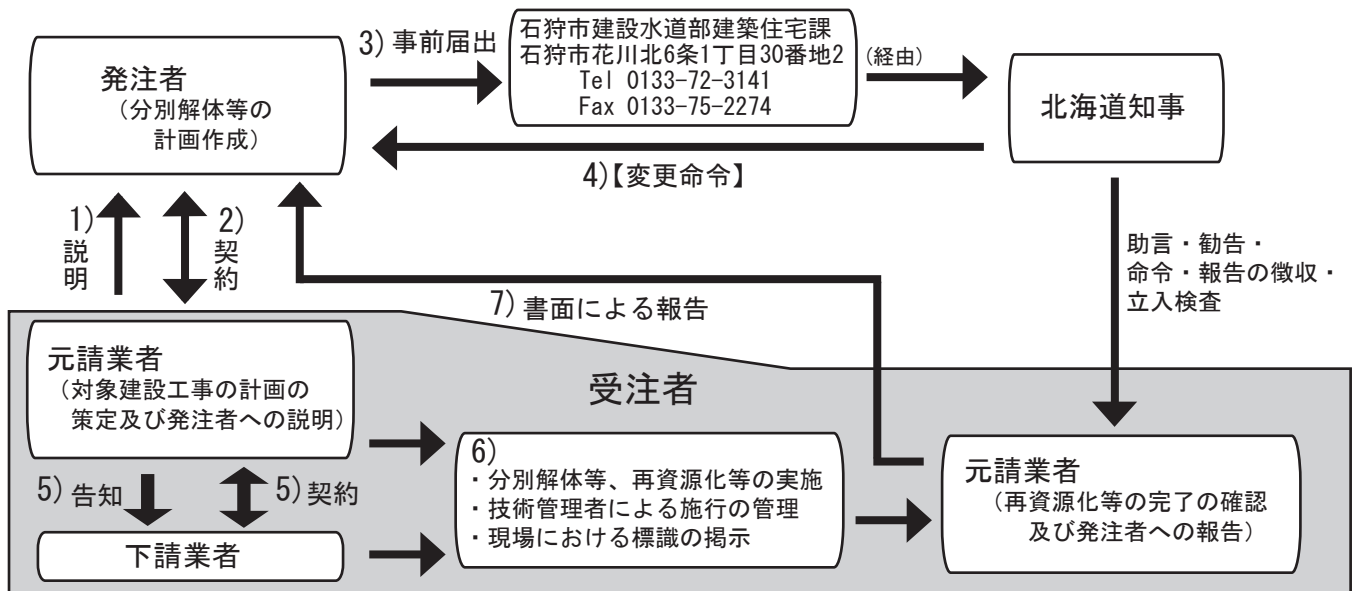 発注者
（分別解体等の
計画作成）
3) 事前届出
石狩市建設水道部建築住宅課
石狩市花川北6条1丁目30番地2
Tel 0133-72-3141
Fax 0133-75-2274
(経由)
北海道知事
4)【変更命令】
1)
説明
2)
契約
助言・勧告・
命令・報告の徴収・
立入検査
7) 書面による報告
元請業者
（対象建設工事の計画の
策定及び発注者への説明）
受注者
5) 告知
5) 契約
下請業者
6)
・分別解体等、再資源化等の実施
・技術管理者による施行の管理
・現場における標識の掲示
元請業者
（再資源化等の完了の確認
及び発注者への報告）